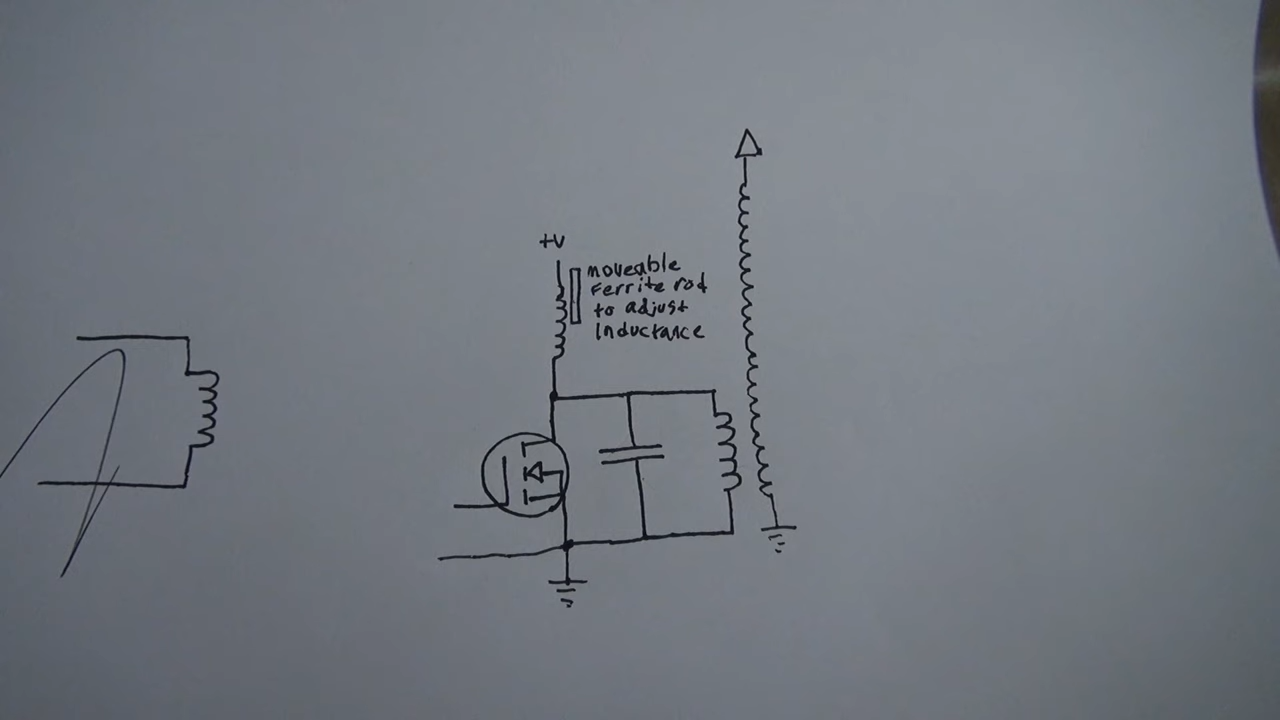 +V
moveable
Ferrite rod
to adjust
Inductance